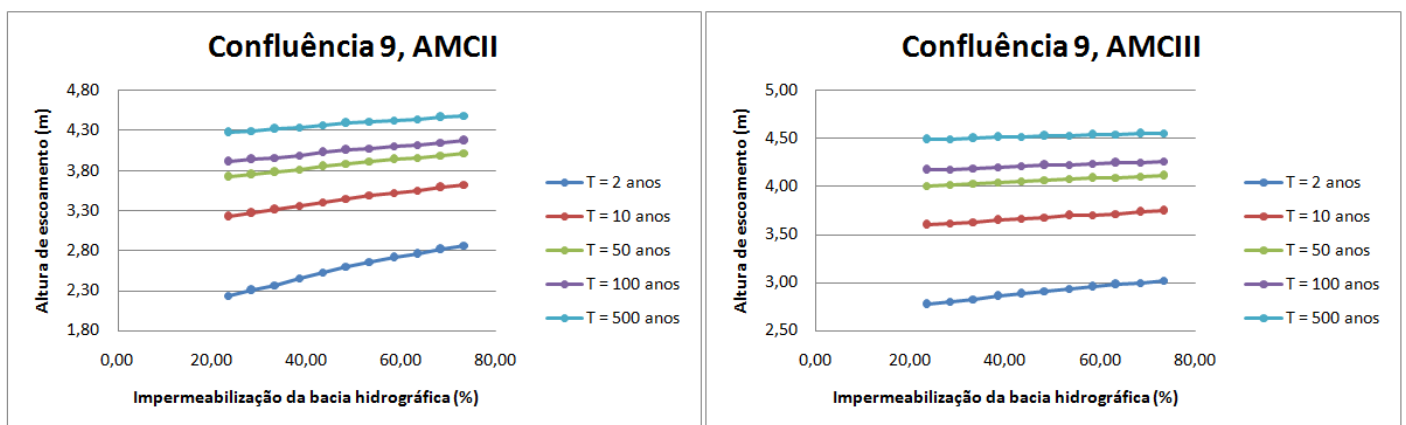 Confluência 9, AMCII
Altura de escoamento (m)
4,80
4,30
3,80
3,30
2,80
2,30
1,80
0,00 20,00 40,00 60,00 80,00
Impermeabilização da bacia hidrográfica (%)
T = 2 anos
T = 10 anos
T = 50 anos
T = 100 anos
T = 500 anos
Confluência 9, AMCIII
Altura de escoamento (m)
5,00
4,50
4,00
3,50
3,00
2,50
0,00 20,00 40,00 60,00 80,00
Impermeabilização da bacia hidrográfica (%)
T = 2 anos
T = 10 anos
T = 50 anos
T = 100 anos
T = 500 anos